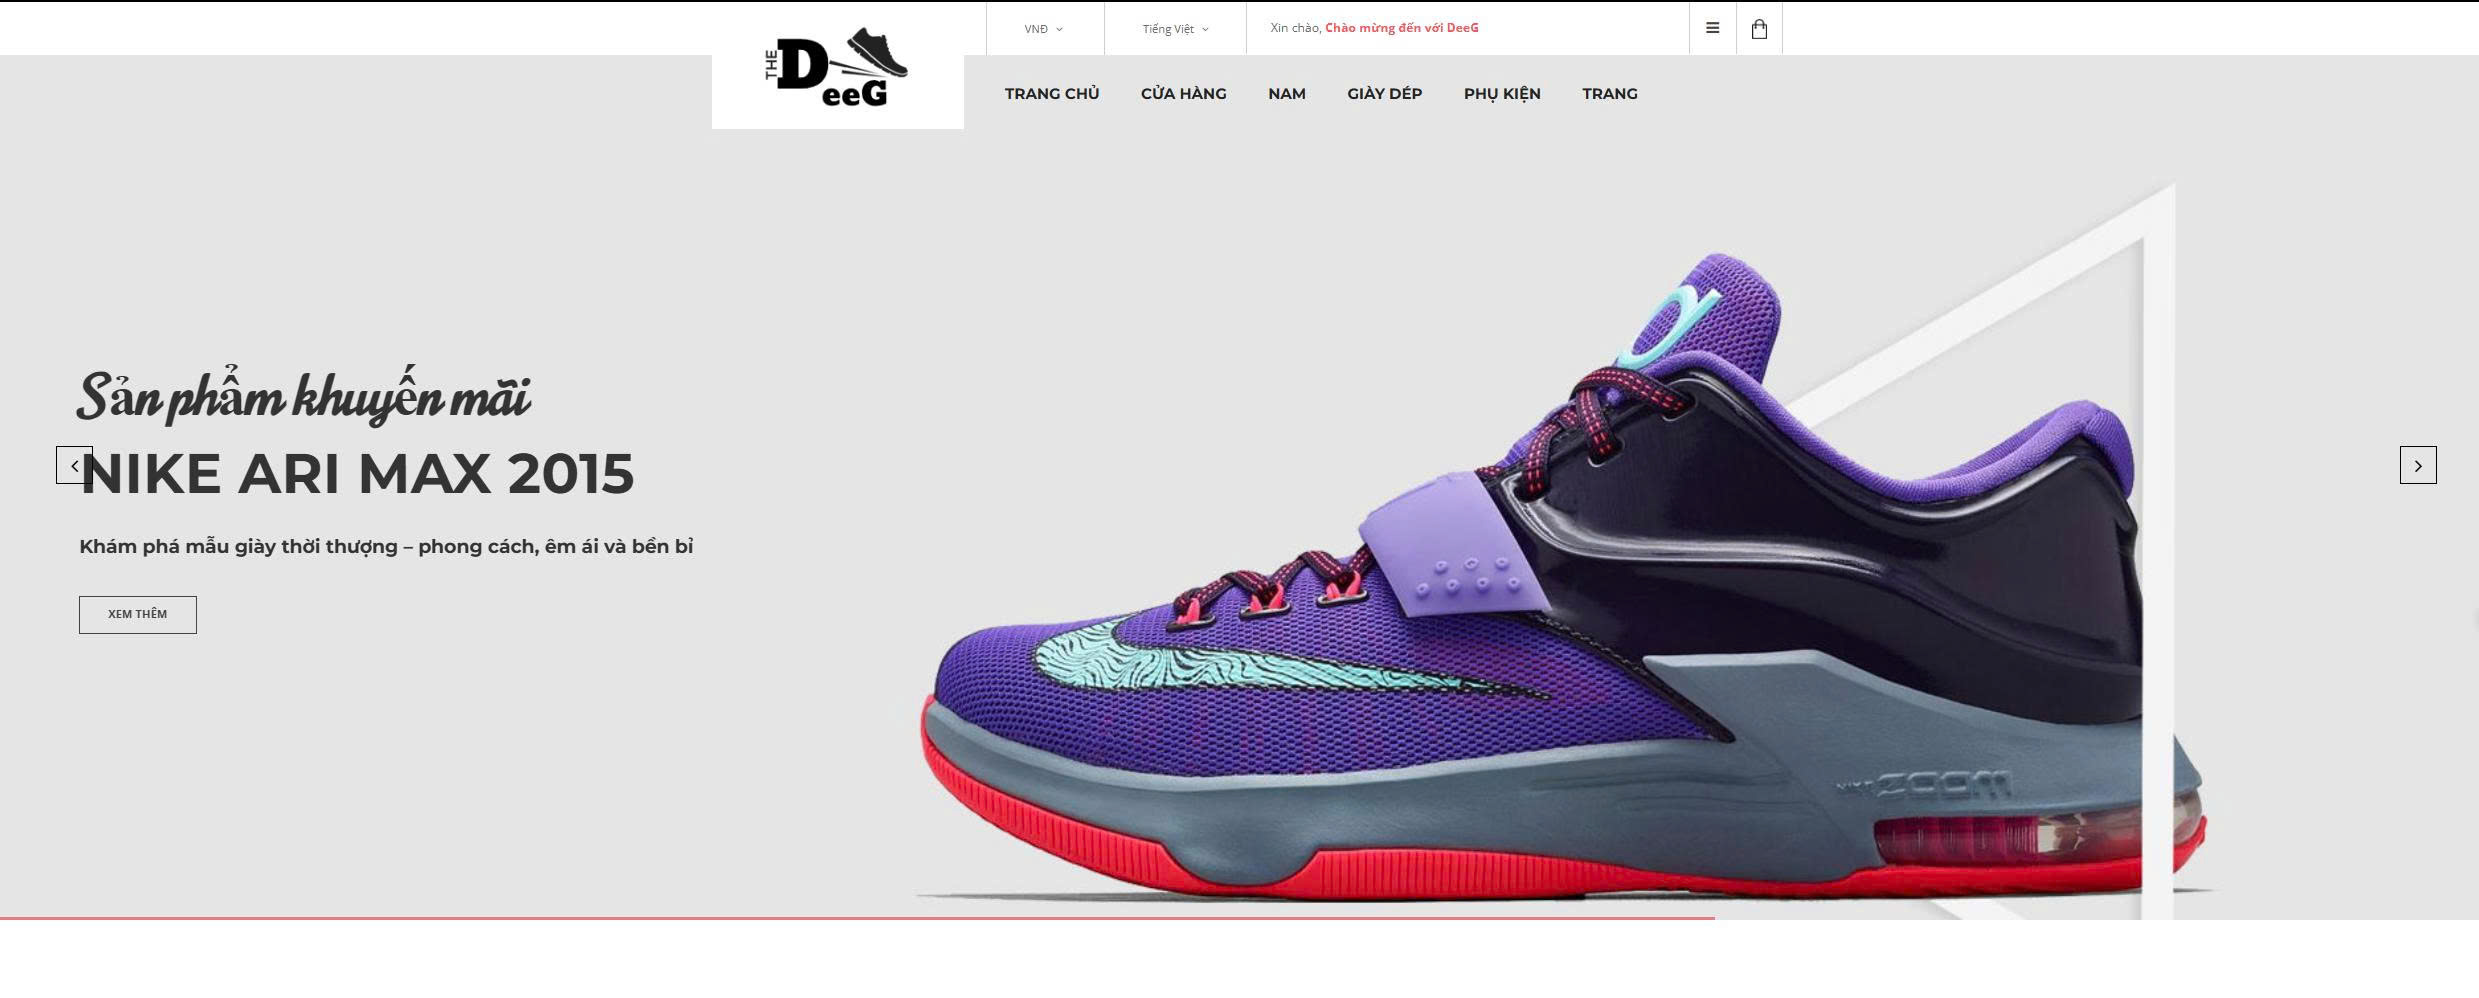 THE DeeG
VNĐ
Tiếng Việt
Xin chào, Chào mừng đến với DeeG
TRANG CHỦ
CỬA HÀNG
NAM
GIÀY DÉP
PHỤ KIỆN
TRANG
Sản phẩm khuyến mãi
NIKE ARI MAX 2015
Khám phá mẫu giày thời thượng – phong cách, êm ái và bền bỉ
XEM THÊM
NIKE ZOOM